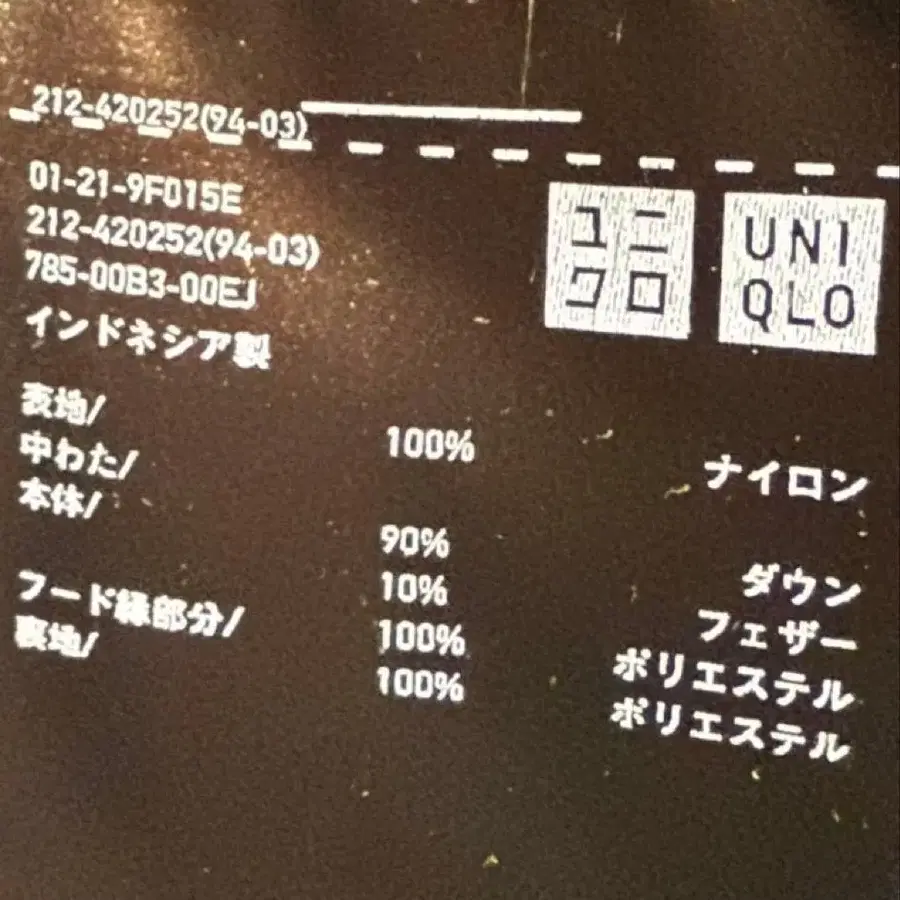 212-420252(94-03)
01-21-9F015E
212-420252(94-03)
785-00B3-00EJ
インドネシア製
ユニ
クロ
UNI
QLO
表地/ 100% ナイロン
中わた/
本体/ 90% ダウン
10% フェザー
フード縁部分/ 100% ポリエステル
裏地/ 100% ポリエステル